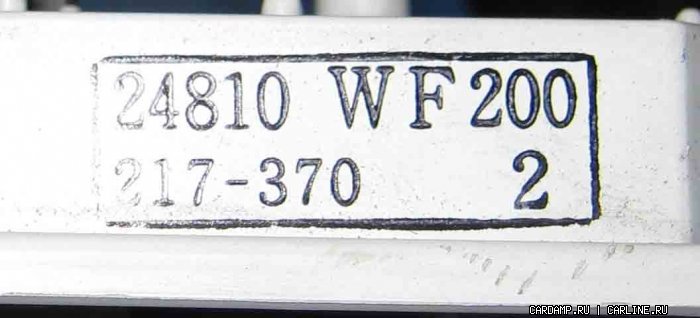 24810 WF200
217-370 2
CARDAMP.RU | CARLINE.RU